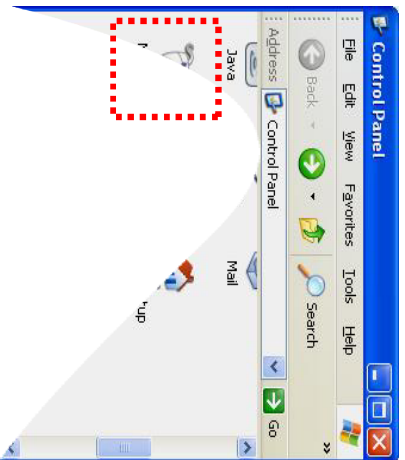 Control Panel
File Edit View Favorites Tools Help
Back Search »
Address Control Panel Go
Java Mail